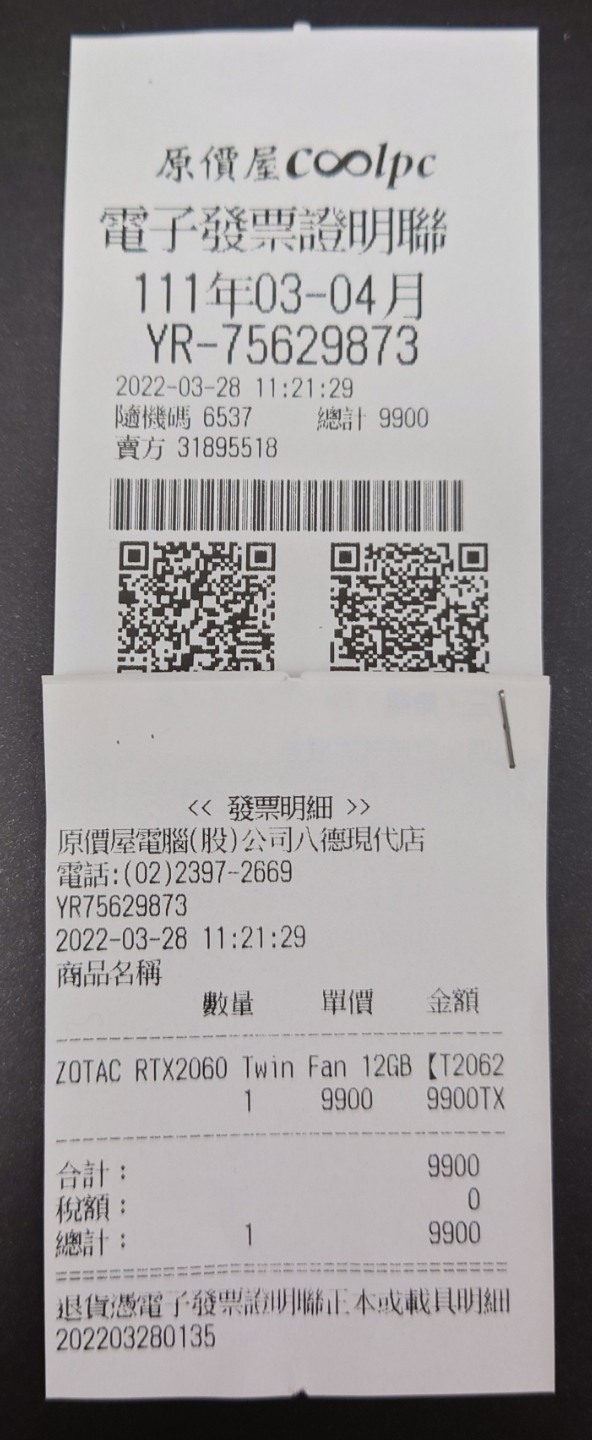 原價屋coolpc
電子發票證明聯
111年03-04月
YR-75629873
2022-03-28 11:21:29
隨機碼 6537 總計 9900
賣方 31895518
<< 發票明細 >>
原價屋電腦(股)公司八德現代店
電話:(02)2397-2669
YR75629873
2022-03-28 11:21:29
商品名稱
數量 單價 金額
ZOTAC RTX2060 Twin Fan 12GB【T2062
1 9900 9900TX
合計: 9900
稅額: 0
總計: 1 9900
退貨憑電子發票證明聯正本或載具明細
202203280135